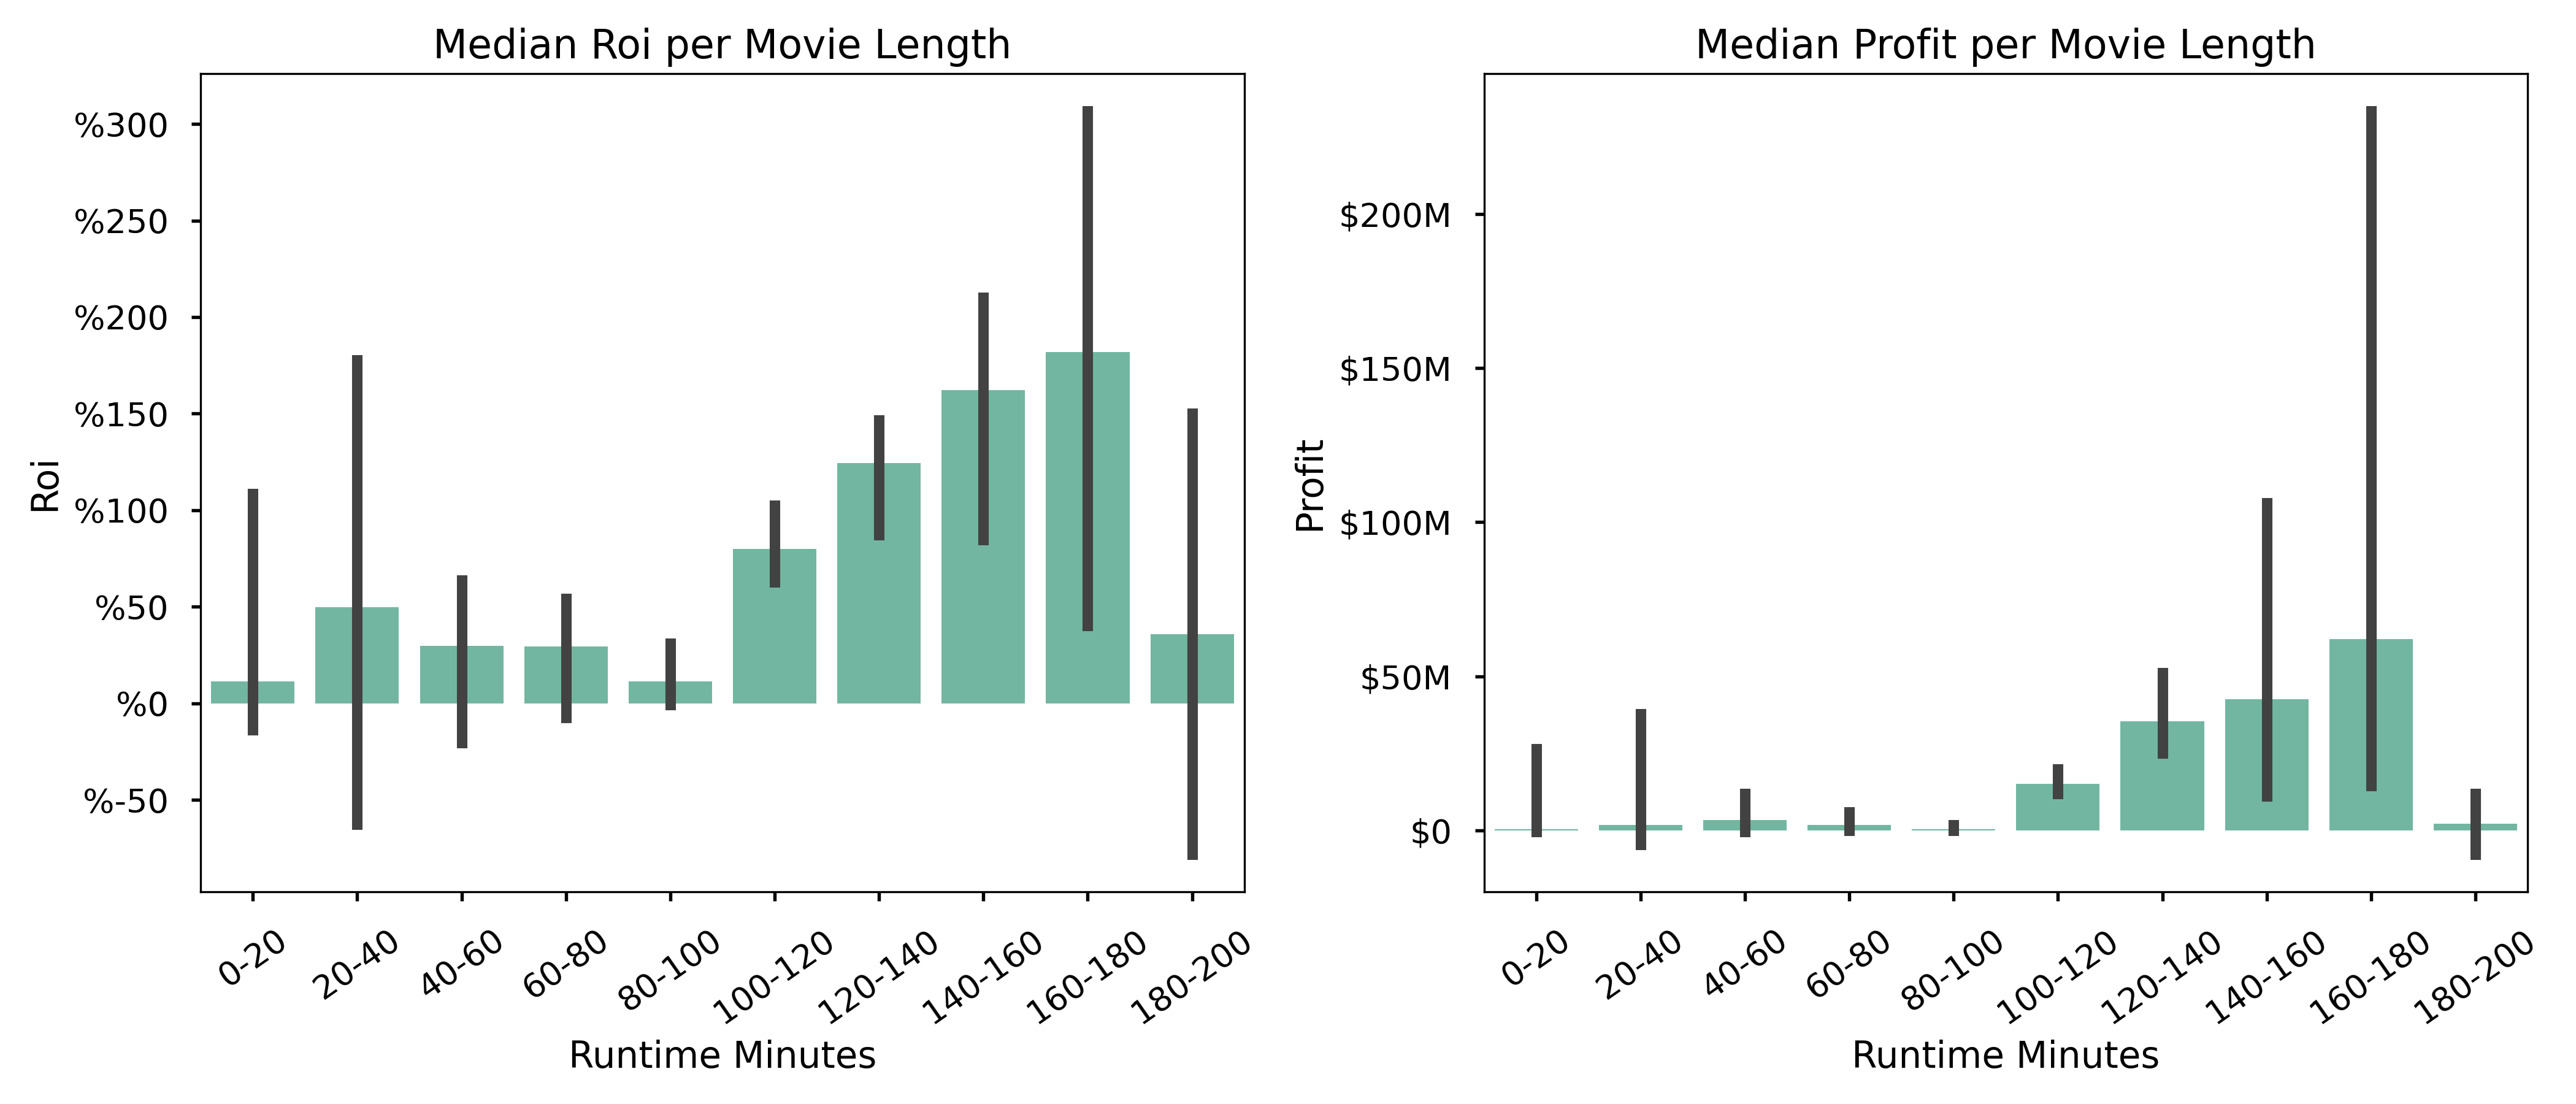 Median Roi per Movie Length
%300
%250
%200
%150
%100
%50
%0
%-50
Roi
0-20
20-40
40-60
60-80
80-100
100-120
120-140
140-160
160-180
180-200
Runtime Minutes
Median Profit per Movie Length
$200M
$150M
$100M
$50M
$0
Profit
0-20
20-40
40-60
60-80
80-100
100-120
120-140
140-160
160-180
180-200
Runtime Minutes